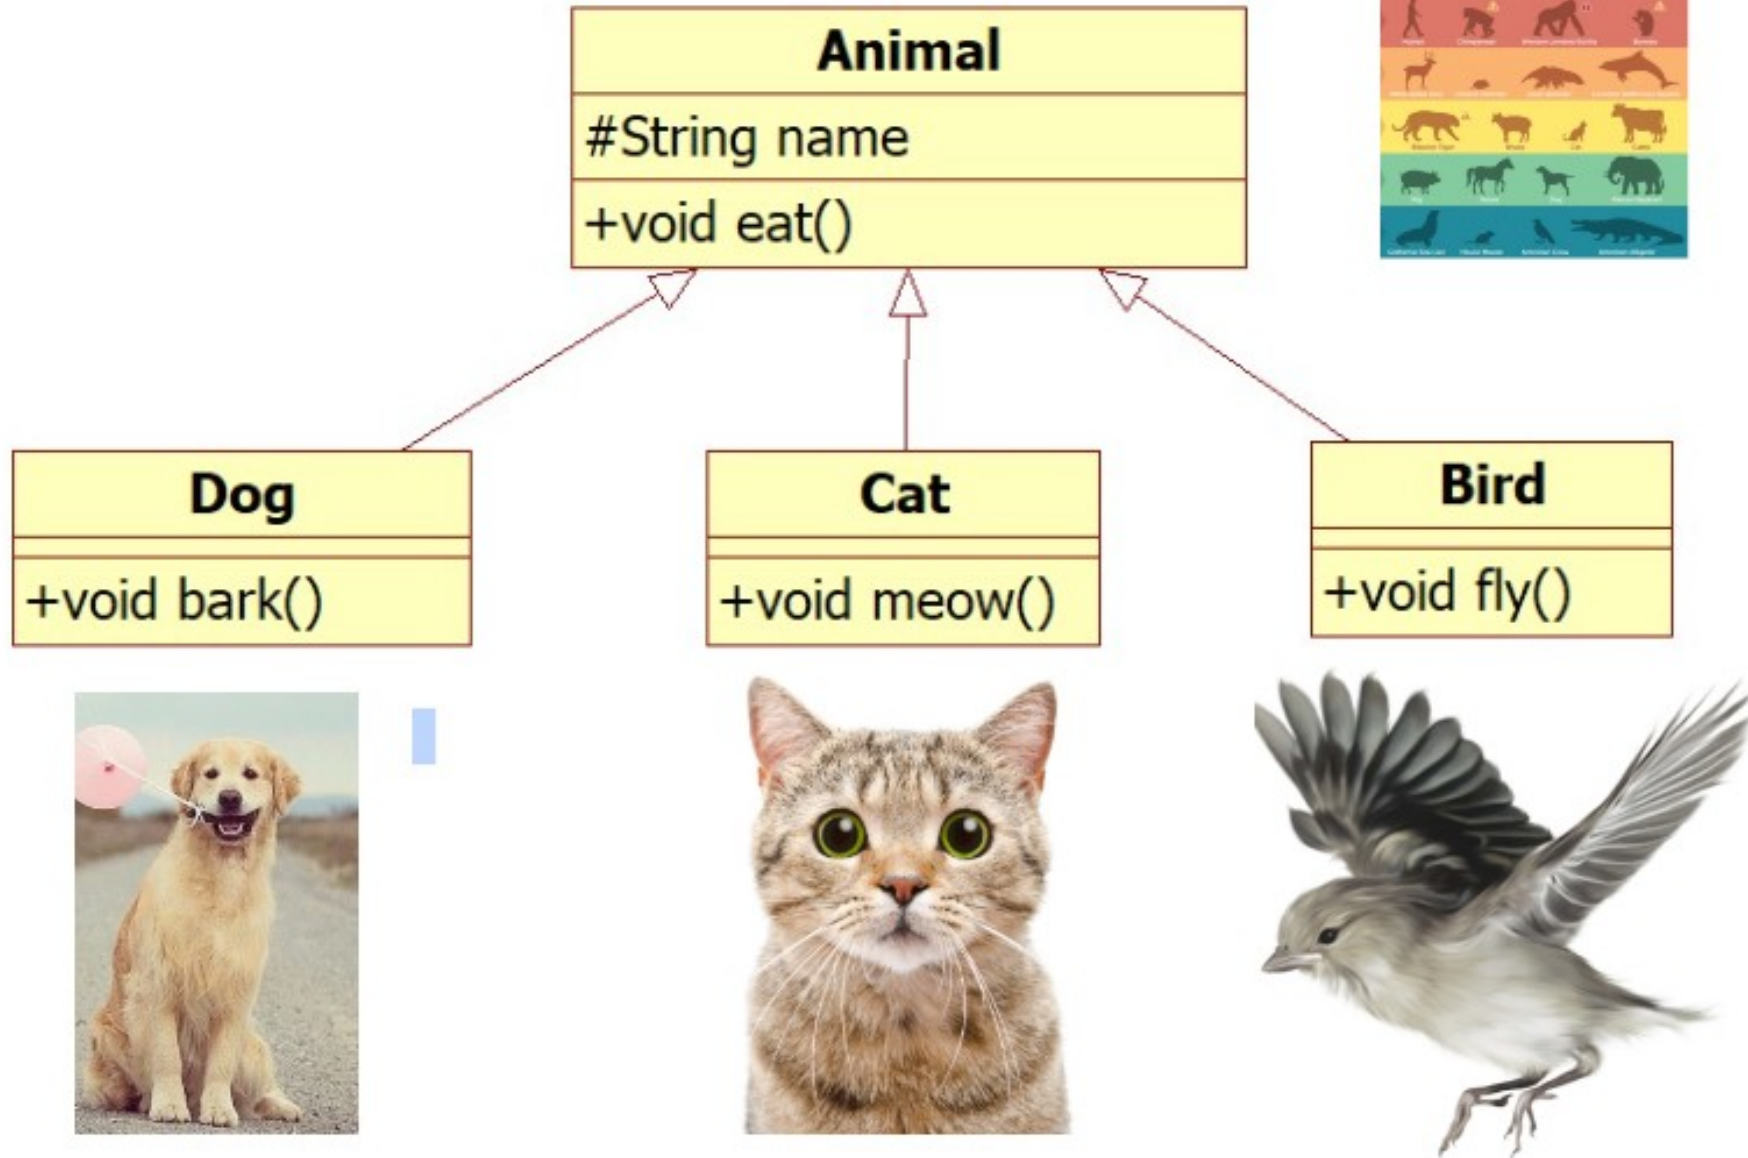 Animal
#String name
+void eat()
Dog
+void bark()
Cat
+void meow()
Bird
+void fly()